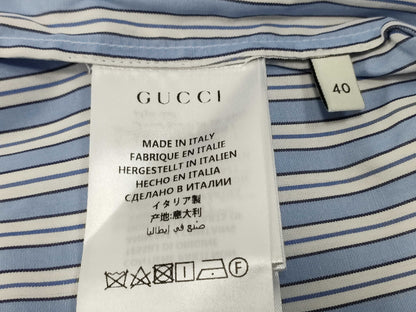 GUCCI
40
MADE IN ITALY
FABRIQUE EN ITALIE
HERGESTELLT IN ITALIEN
HECHO EN ITALIA
СДЕЛАНО В ИТАЛИИ
イタリア製
产地:意大利
صنع في إيطاليا
F